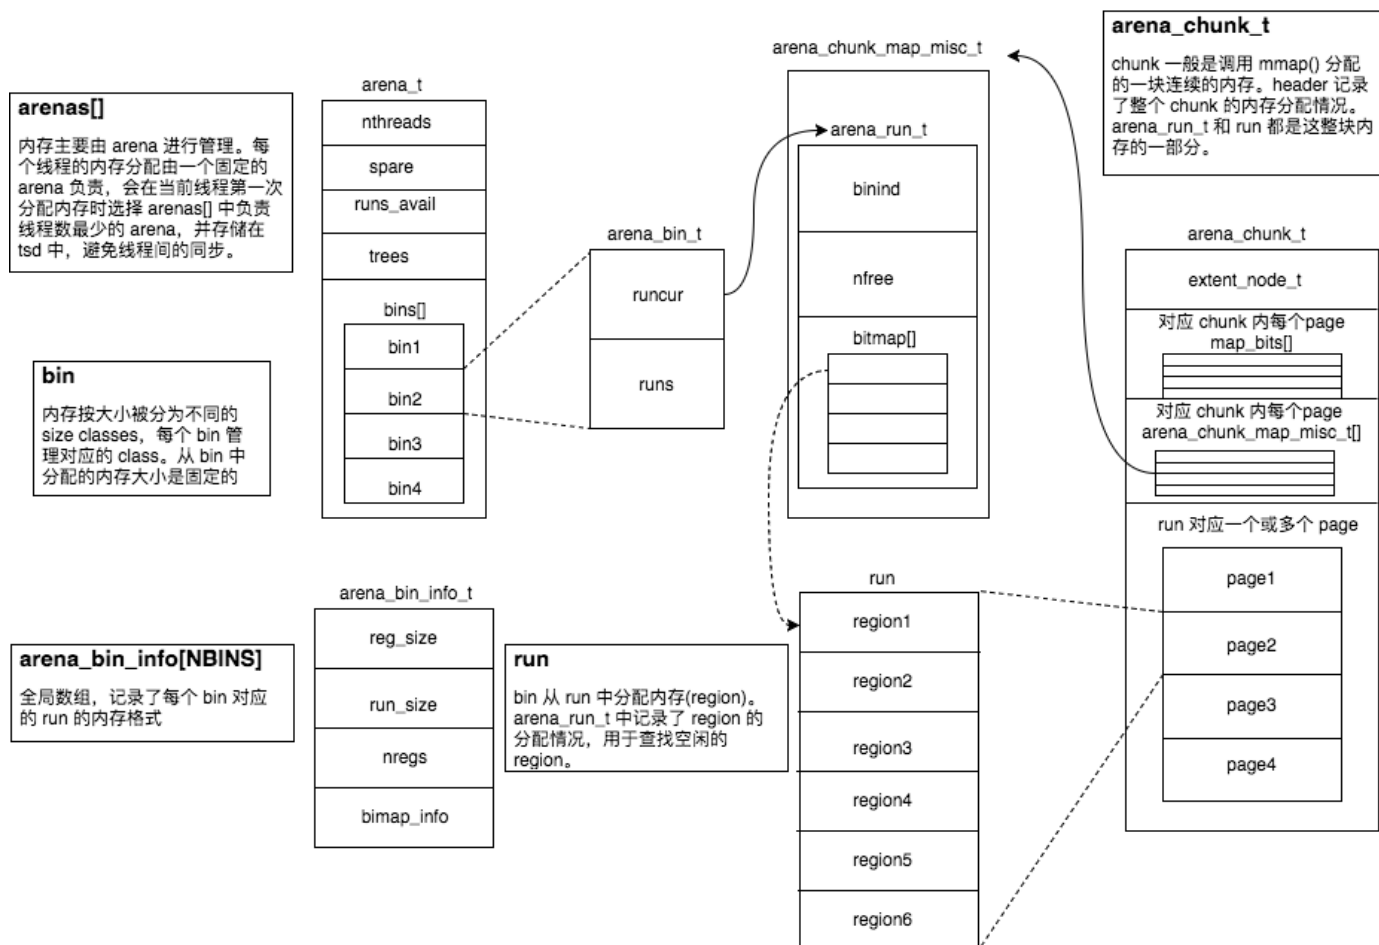 arenas[]
内存主要由 arena 进行管理。每
个线程的内存分配由一个固定的
arena 负责，会在当前线程第一次
分配内存时选择 arenas[] 中负责
线程数最少的 arena，并存储在
tsd 中，避免线程间的同步。
bin
内存按大小被分为不同的
size classes，每个 bin 管
理对应的 class。从 bin 中
分配的内存大小是固定的
arena_bin_info[NBINS]
全局数组，记录了每个 bin 对应
的 run 的内存格式
arena_t
nthreads
spare
runs_avail
trees
bins[]
bin1
bin2
bin3
bin4
arena_bin_info_t
reg_size
run_size
nregs
bimap_info
arena_bin_t
runcur
runs
run
bin 从 run 中分配内存(region)。
arena_run_t 中记录了 region 的
分配情况，用于查找空闲的
region。
arena_chunk_map_misc_t
arena_run_t
binind
nfree
bitmap[]
run
region1
region2
region3
region4
region5
region6
arena_chunk_t
chunk 一般是调用 mmap() 分配
的一块连续的内存。header 记录
了整个 chunk 的内存分配情况。
arena_run_t 和 run 都是这整块内
存的一部分。
arena_chunk_t
extent_node_t
对应 chunk 内每个page
map_bits[]
对应 chunk 内每个page
arena_chunk_map_misc_t[]
run 对应一个或多个 page
page1
page2
page3
page4